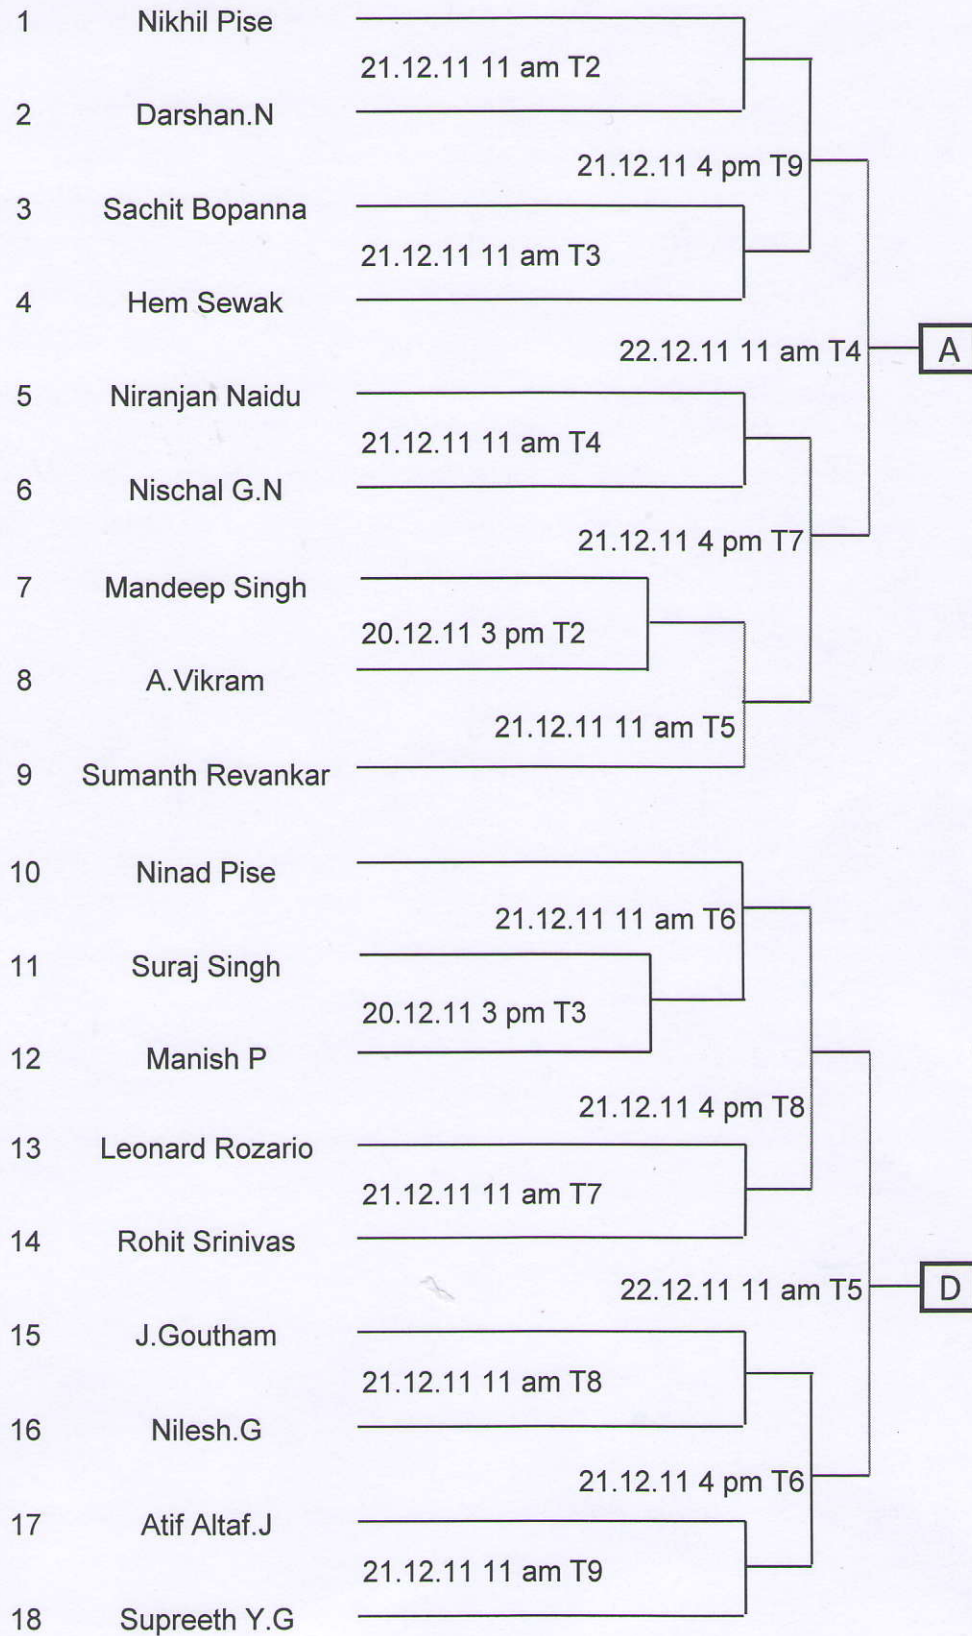 1 Nikhil Pise
21.12.11 11 am T2
2 Darshan.N
21.12.11 4 pm T9
3 Sachit Bopanna
21.12.11 11 am T3
4 Hem Sewak
22.12.11 11 am T4 A
5 Niranjan Naidu
21.12.11 11 am T4
6 Nischal G.N
21.12.11 4 pm T7
7 Mandeep Singh
20.12.11 3 pm T2
8 A.Vikram
21.12.11 11 am T5
9 Sumanth Revankar
10 Ninad Pise
21.12.11 11 am T6
11 Suraj Singh
20.12.11 3 pm T3
12 Manish P
21.12.11 4 pm T8
13 Leonard Rozario
21.12.11 11 am T7
14 Rohit Srinivas
22.12.11 11 am T5 D
15 J.Goutham
21.12.11 11 am T8
16 Nilesh.G
21.12.11 4 pm T6
17 Atif Altaf.J
21.12.11 11 am T9
18 Supreeth Y.G